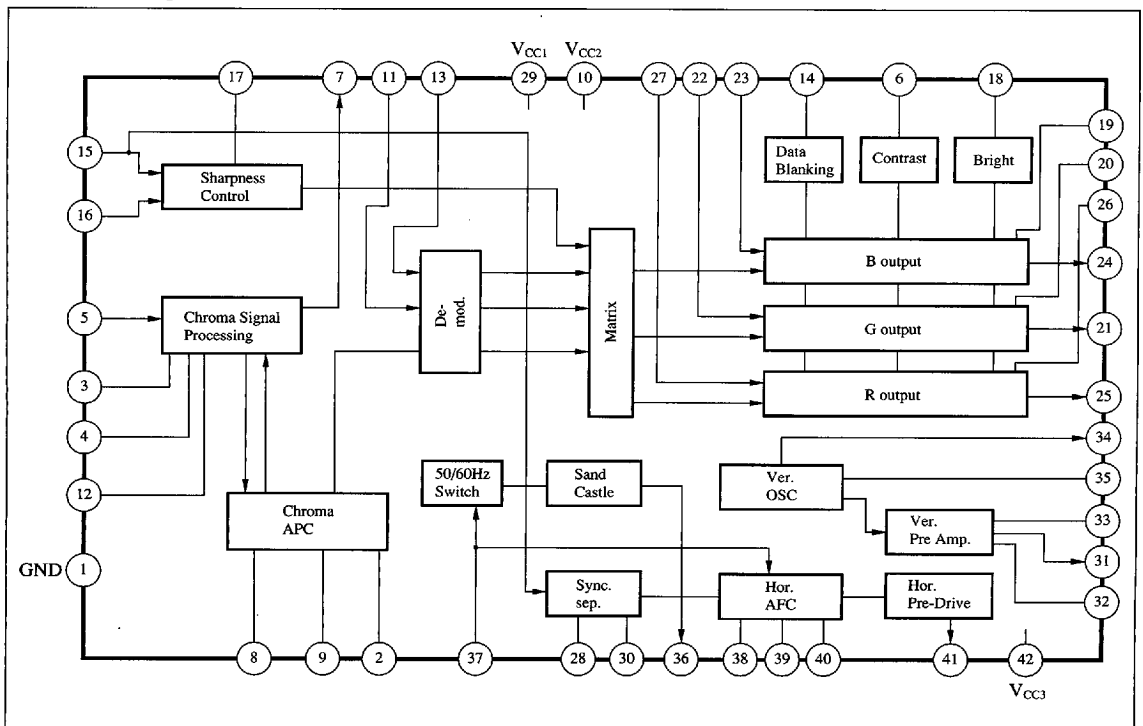 VCC1 VCC2
17 7 11 13 29 10 27 22 23 14 6 18
15
16
5
3
4
12
GND 1
19
20
26
24
21
25
34
35
33
31
32
Sharpness
Control
Data
Blanking
Contrast
Bright
Chroma Signal
Processing
De-
mod.
Matrix
B output
G output
R output
Chroma
APC
50/60Hz
Switch
Sand
Castle
Ver.
OSC
Ver.
Pre Amp.
Sync.
sep.
Hor.
AFC
Hor.
Pre-Drive
8 9 2 37 28 30 36 38 39 40 41 42
VCC3